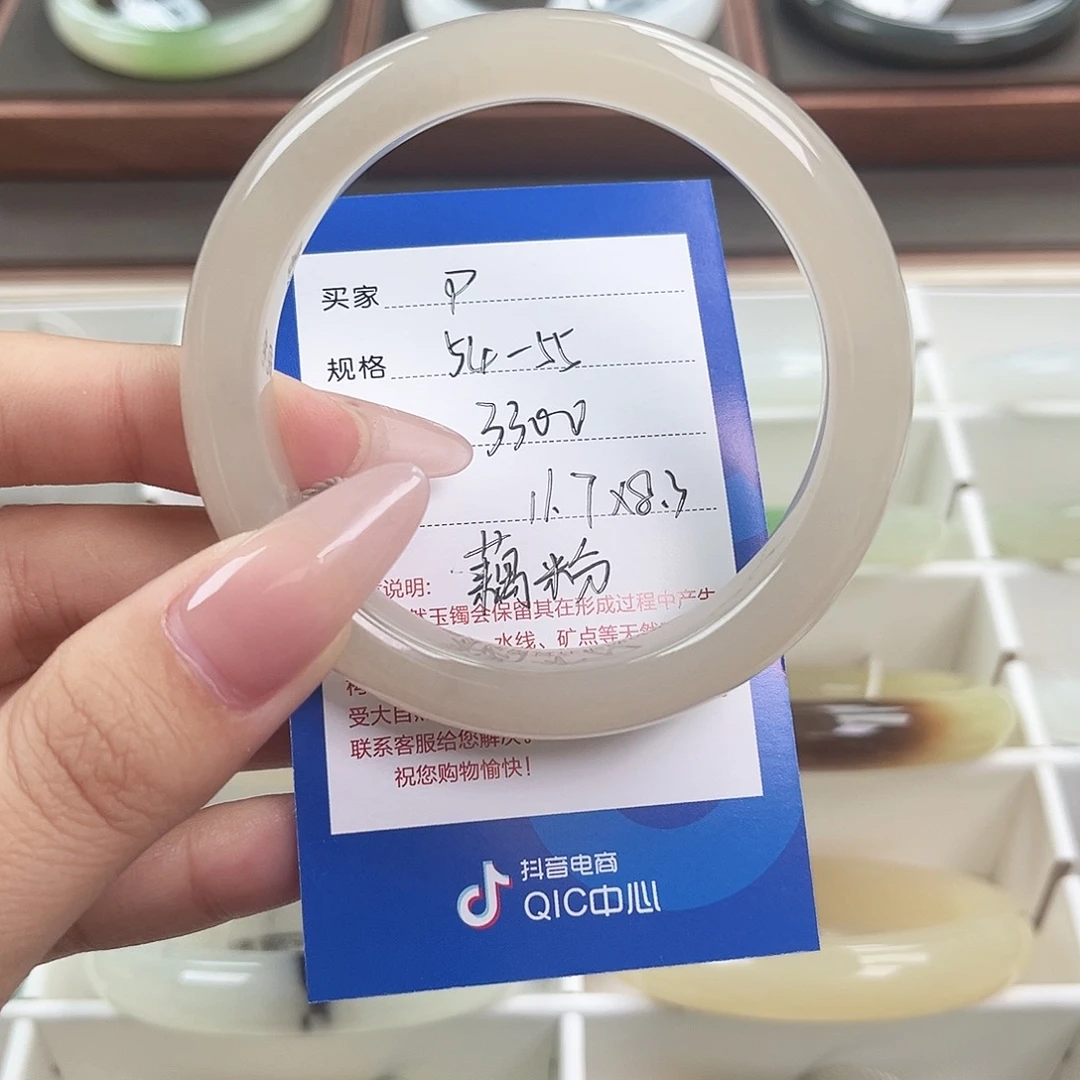 买家
规格 54-55
3300
11.7x8.3
藕粉
说明:
然玉镯会保留其在形成过程中产生
水线、矿点等天然
受大自
联系客服给您解决。
祝您购物愉快!
抖音电商
QIC中心